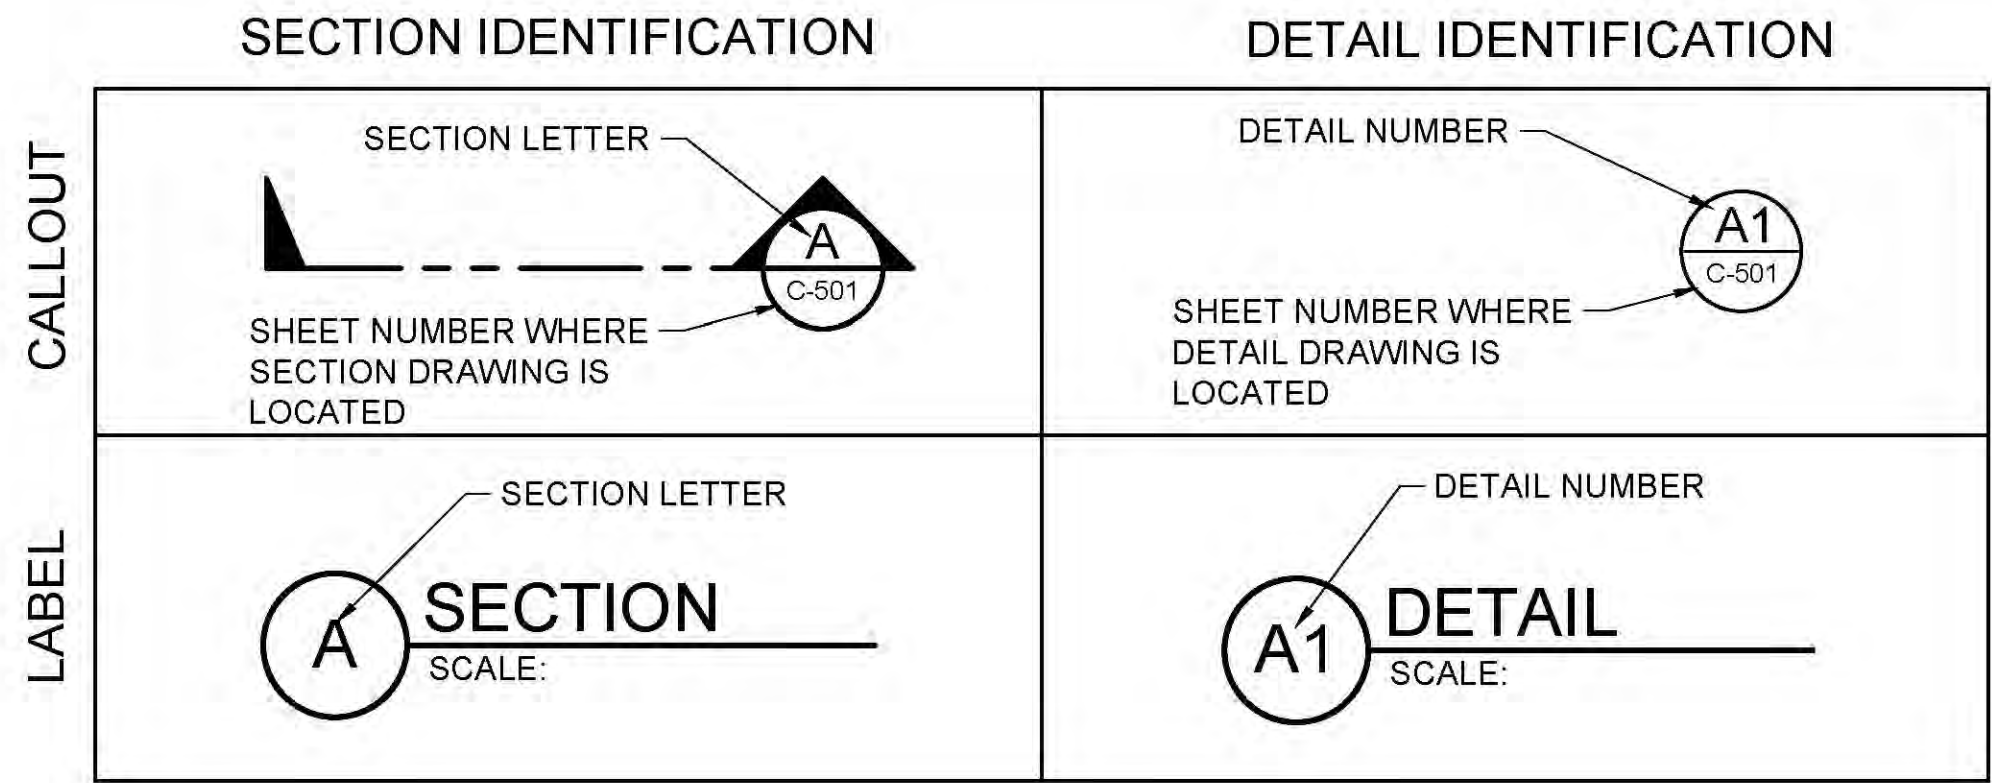 SECTION IDENTIFICATION
DETAIL IDENTIFICATION
CALLOUT
SECTION LETTER
A
C-501
SHEET NUMBER WHERE
SECTION DRAWING IS
LOCATED
DETAIL NUMBER
A1
C-501
SHEET NUMBER WHERE
DETAIL DRAWING IS
LOCATED
LABEL
SECTION LETTER
A
SECTION
SCALE:
DETAIL NUMBER
A1
DETAIL
SCALE: